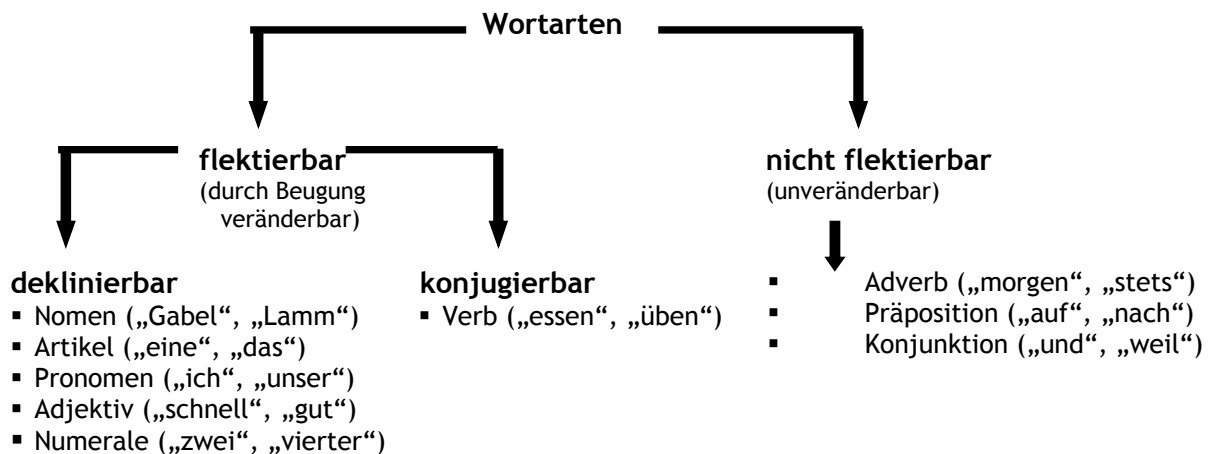 Wortarten
flektierbar
(durch Beugung
veränderbar)
nicht flektierbar
(unveränderbar)
deklinierbar
▪ Nomen („Gabel“, „Lamm“)
▪ Artikel („eine“, „das“)
▪ Pronomen („ich“, „unser“)
▪ Adjektiv („schnell“, „gut“)
▪ Numerale („zwei“, „vierter“)
konjugierbar
▪ Verb („essen“, „üben“)
▪ Adverb („morgen“, „stets“)
▪ Präposition („auf“, „nach“)
▪ Konjunktion („und“, „weil“)